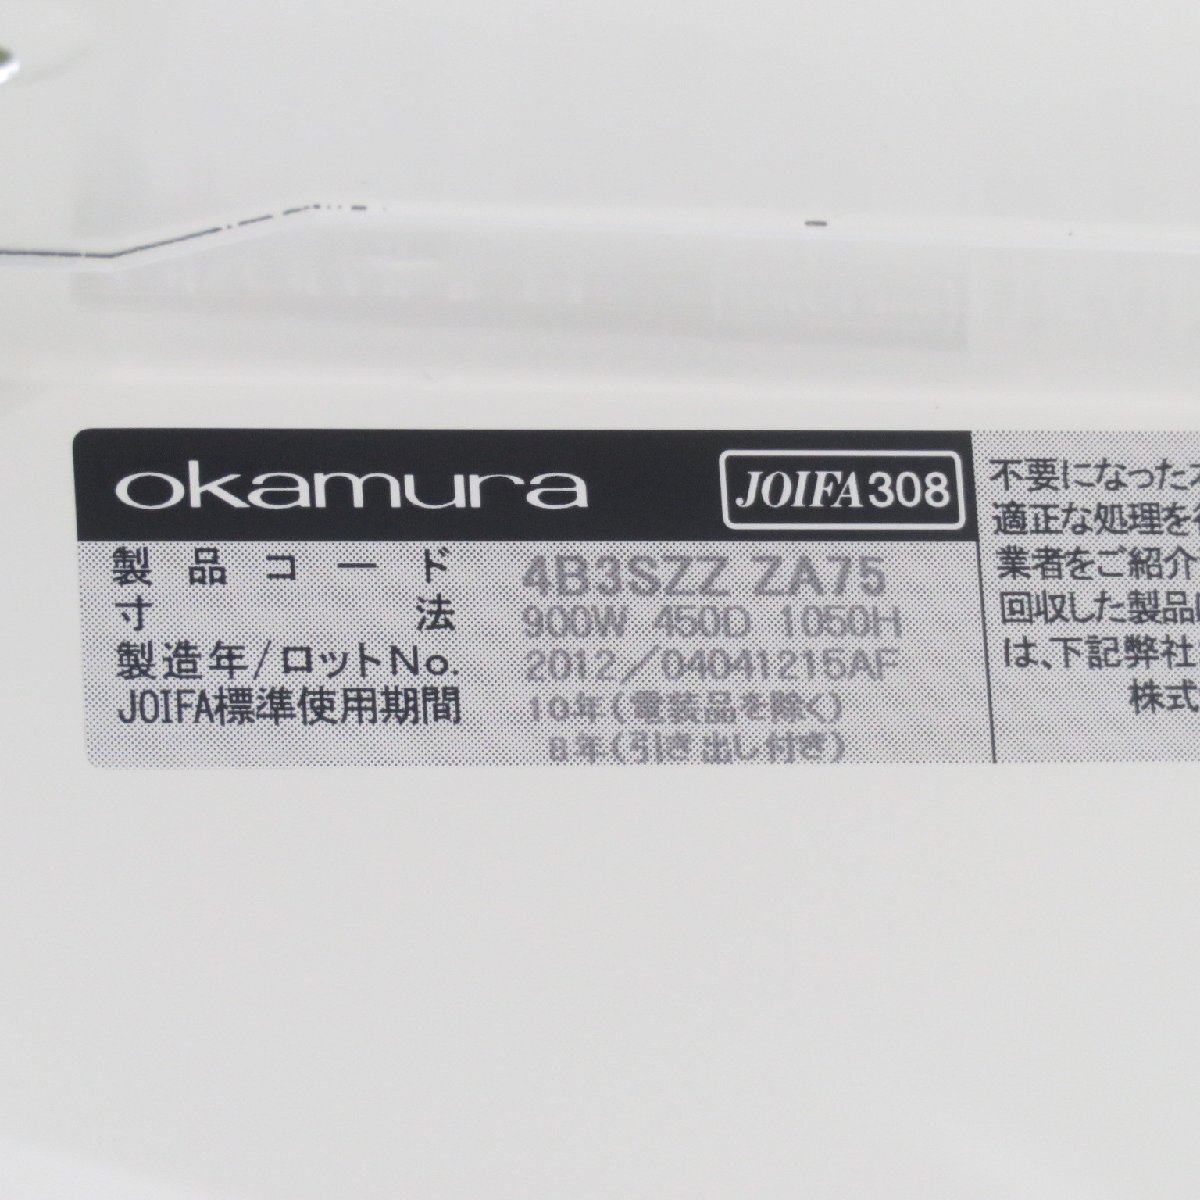 okamura JOIFA308
製品コード 4B3SZZ ZA75
寸法 900W 450D 1050H
製造年/ロットNo. 2012/04041215AF
JOIFA標準使用期間 10年(電装品を除く)
8年(引き出し付き)
不要になった
適正な処理を
業者をご紹介
回収した製品
は、下記弊社
株式